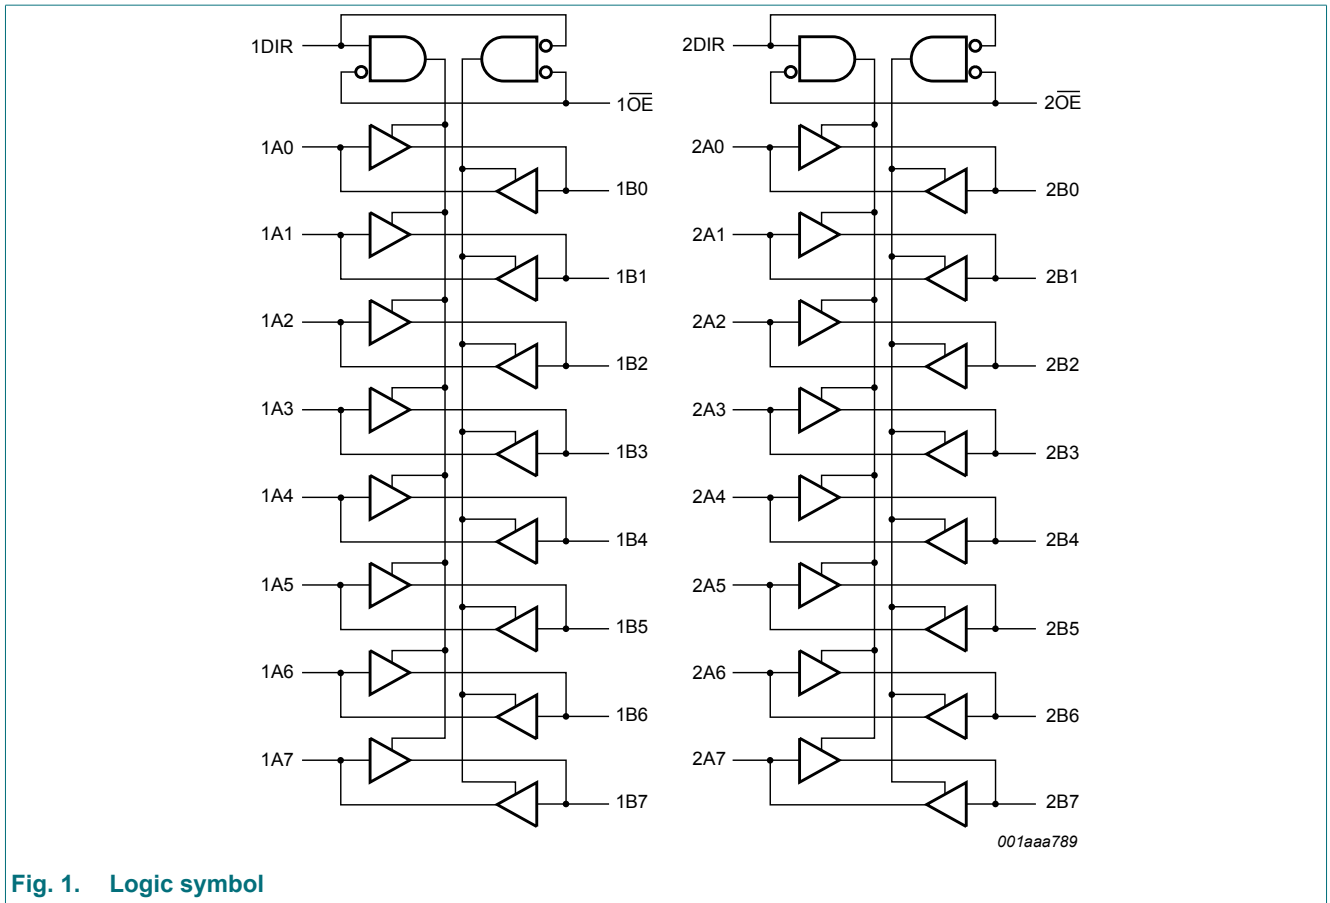 1DIR
1O̅E̅
1A0
1B0
1A1
1B1
1A2
1B2
1A3
1B3
1A4
1B4
1A5
1B5
1A6
1B6
1A7
1B7
2DIR
2O̅E̅
2A0
2B0
2A1
2B1
2A2
2B2
2A3
2B3
2A4
2B4
2A5
2B5
2A6
2B6
2A7
2B7
001aaa789
Fig. 1. Logic symbol